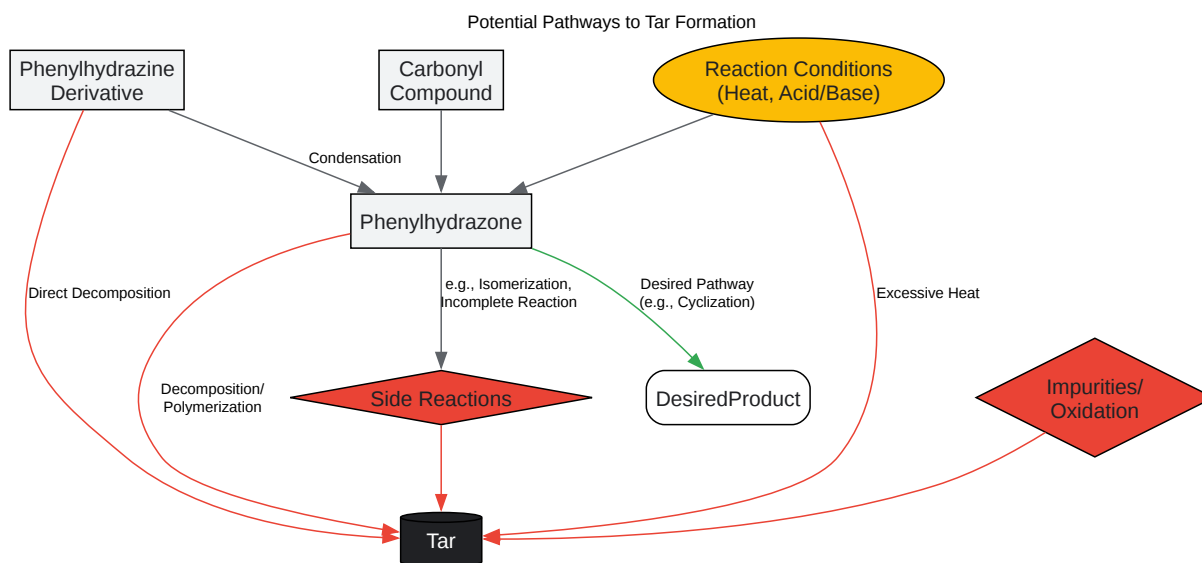 Potential Pathways to Tar Formation
Phenylhydrazine
Derivative
Carbonyl
Compound
Reaction Conditions
(Heat, Acid/Base)
Condensation
Phenylhydrazone
Direct Decomposition
e.g., Isomerization,
Incomplete Reaction
Desired Pathway
(e.g., Cyclization)
Excessive Heat
Decomposition/
Polymerization
Side Reactions
DesiredProduct
Impurities/
Oxidation
Tar